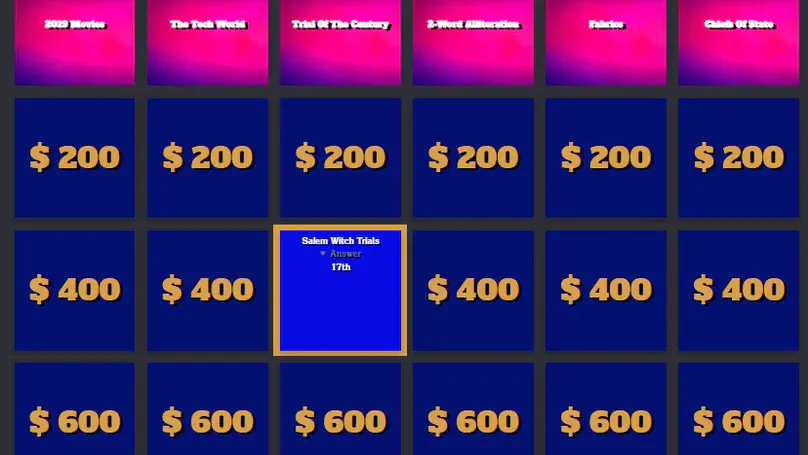 2019 Movies
The Tech World
Trial Of The Century
2-Word Alliteration
Fabrics
Chiefs Of State
$ 200
$ 200
$ 200
$ 200
$ 200
$ 200
$ 400
$ 400
Salem Witch Trials
▼ Answer
17th
$ 400
$ 400
$ 400
$ 600
$ 600
$ 600
$ 600
$ 600
$ 600